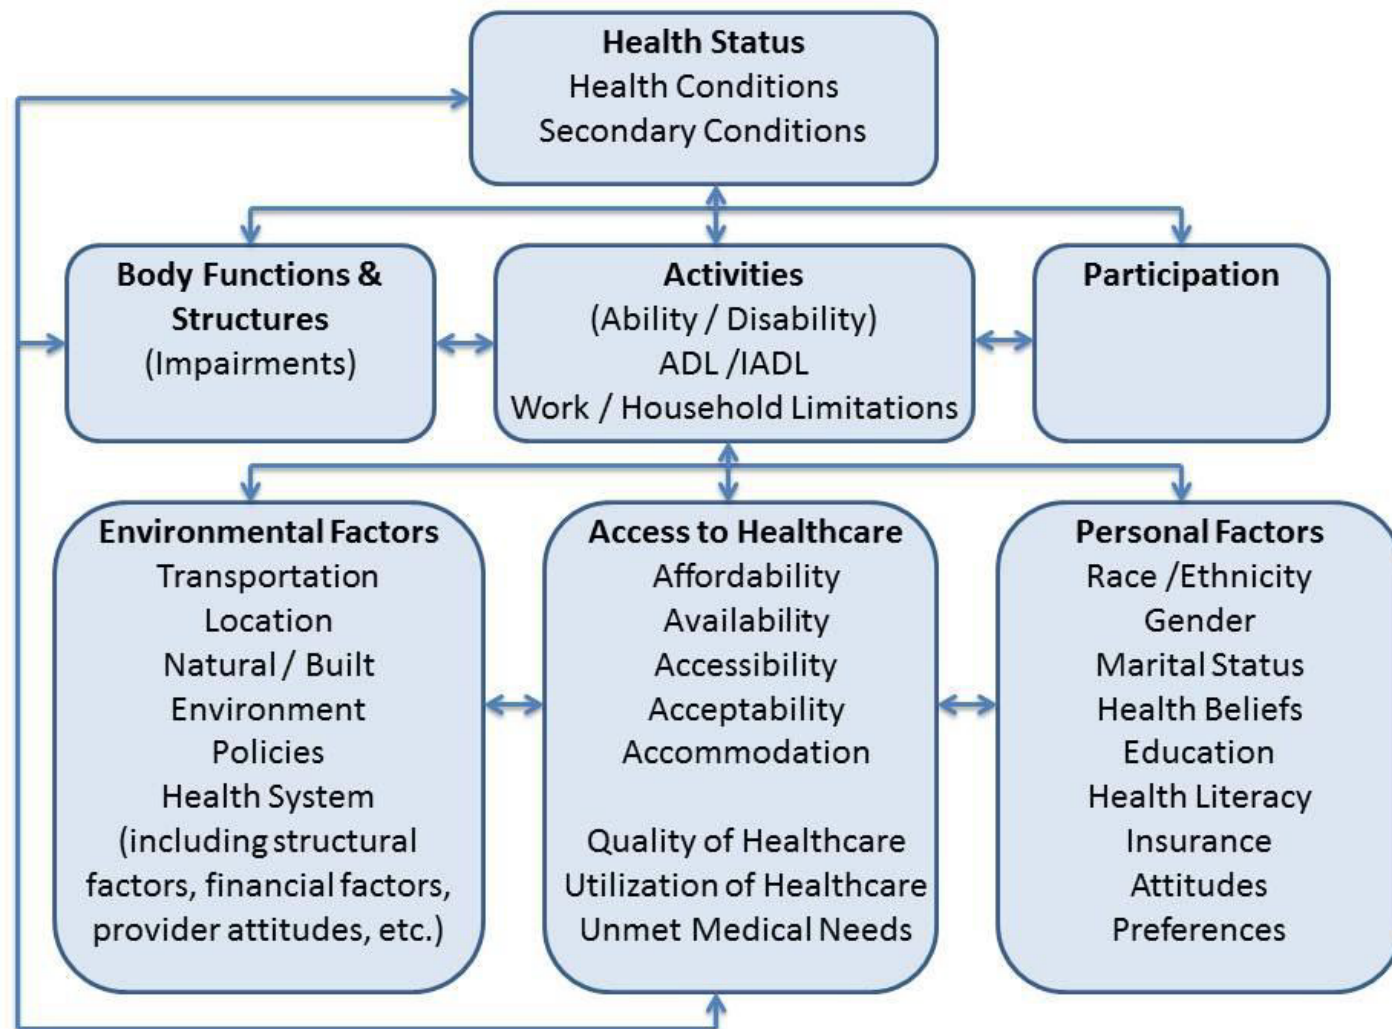 Health Status
Health Conditions
Secondary Conditions
Body Functions &
Structures
(Impairments)
Activities
(Ability / Disability)
ADL /IADL
Work / Household Limitations
Participation
Environmental Factors
Transportation
Location
Natural / Built
Environment
Policies
Health System
(including structural
factors, financial factors,
provider attitudes, etc.)
Access to Healthcare
Affordability
Availability
Accessibility
Acceptability
Accommodation
Quality of Healthcare
Utilization of Healthcare
Unmet Medical Needs
Personal Factors
Race /Ethnicity
Gender
Marital Status
Health Beliefs
Education
Health Literacy
Insurance
Attitudes
Preferences